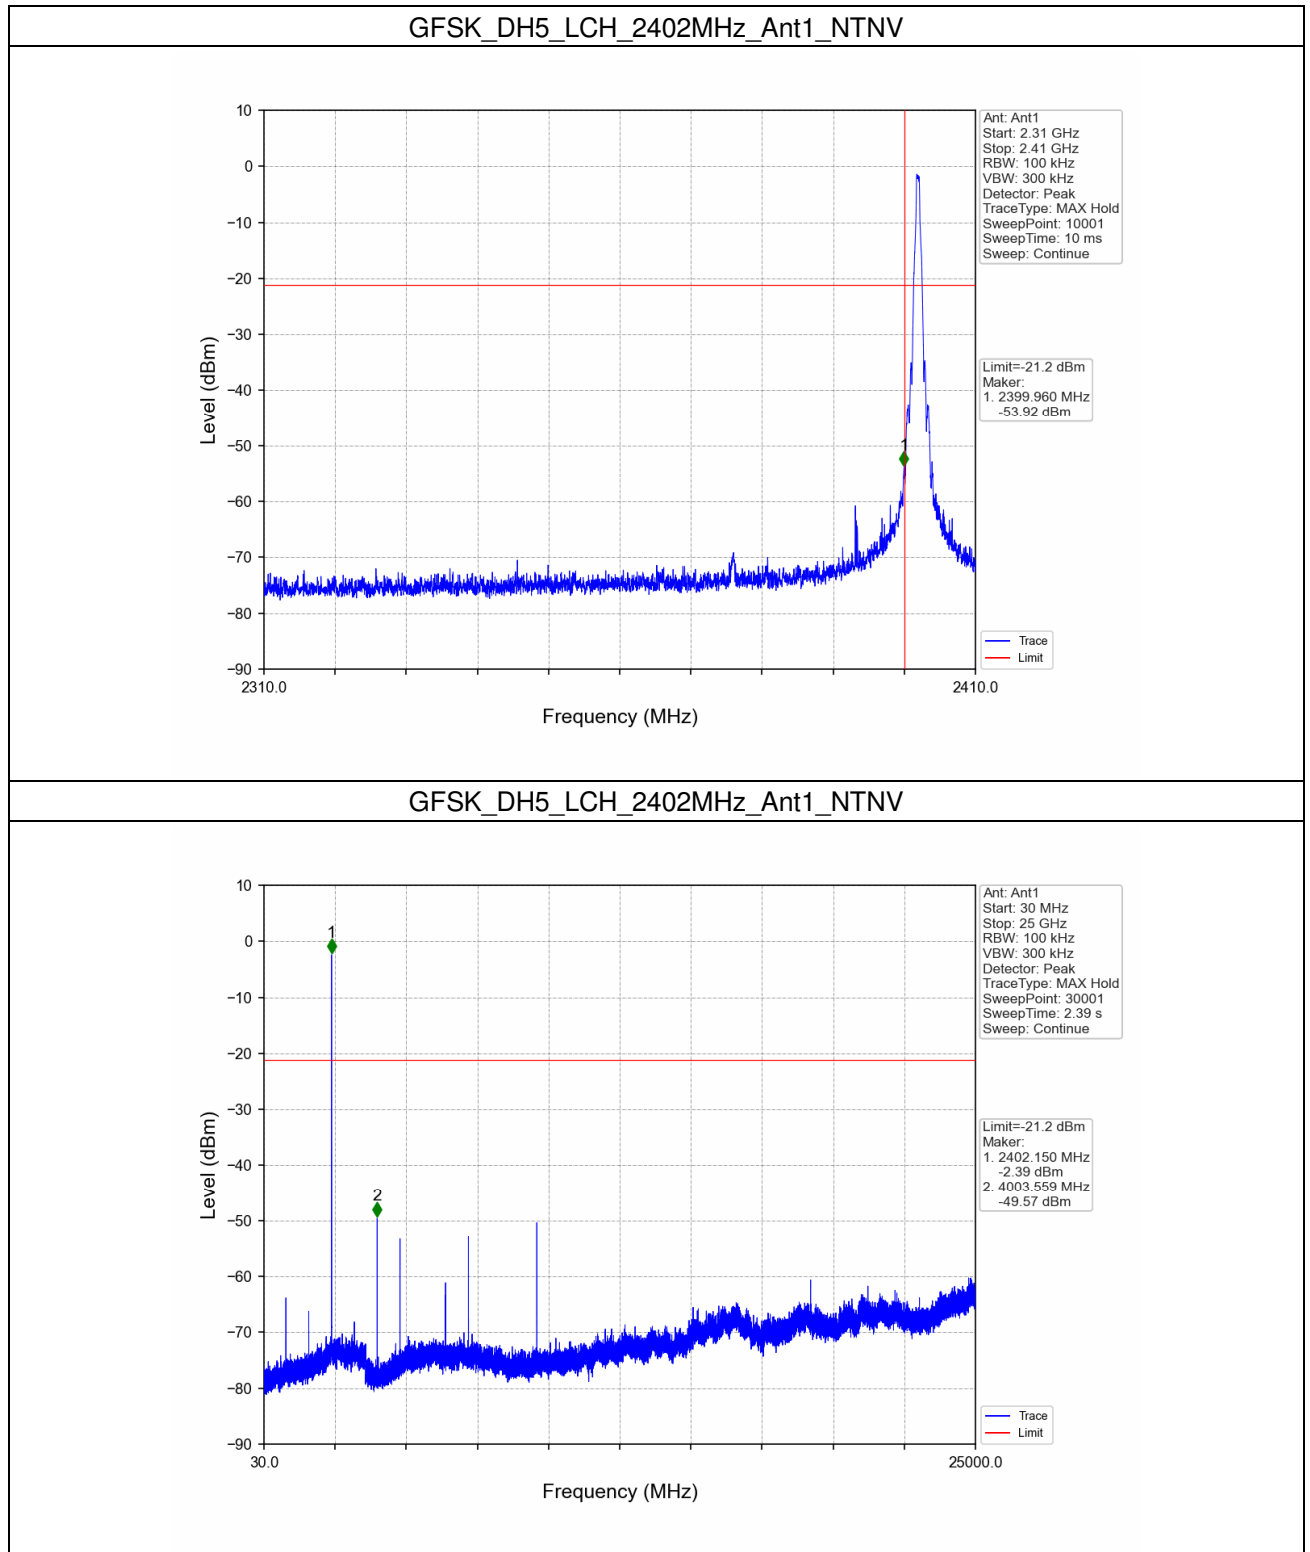 GFSK_DH5_LCH_2402MHz_Ant1_NTNV
10
0
−10
−20
−30
−40
−50
−60
−70
−80
−90
Level (dBm)
1
2310.0
2410.0
Frequency (MHz)
Ant: Ant1
Start: 2.31 GHz
Stop: 2.41 GHz
RBW: 100 kHz
VBW: 300 kHz
Detector: Peak
TraceType: MAX Hold
SweepPoint: 10001
SweepTime: 10 ms
Sweep: Continue
Limit=-21.2 dBm
Maker:
1. 2399.960 MHz
-53.92 dBm
Trace
Limit
GFSK_DH5_LCH_2402MHz_Ant1_NTNV
10
0
−10
−20
−30
−40
−50
−60
−70
−80
−90
Level (dBm)
1
2
30.0
25000.0
Frequency (MHz)
Ant: Ant1
Start: 30 MHz
Stop: 25 GHz
RBW: 100 kHz
VBW: 300 kHz
Detector: Peak
TraceType: MAX Hold
SweepPoint: 30001
SweepTime: 2.39 s
Sweep: Continue
Limit=-21.2 dBm
Maker:
1. 2402.150 MHz
-2.39 dBm
2. 4003.559 MHz
-49.57 dBm
Trace
Limit